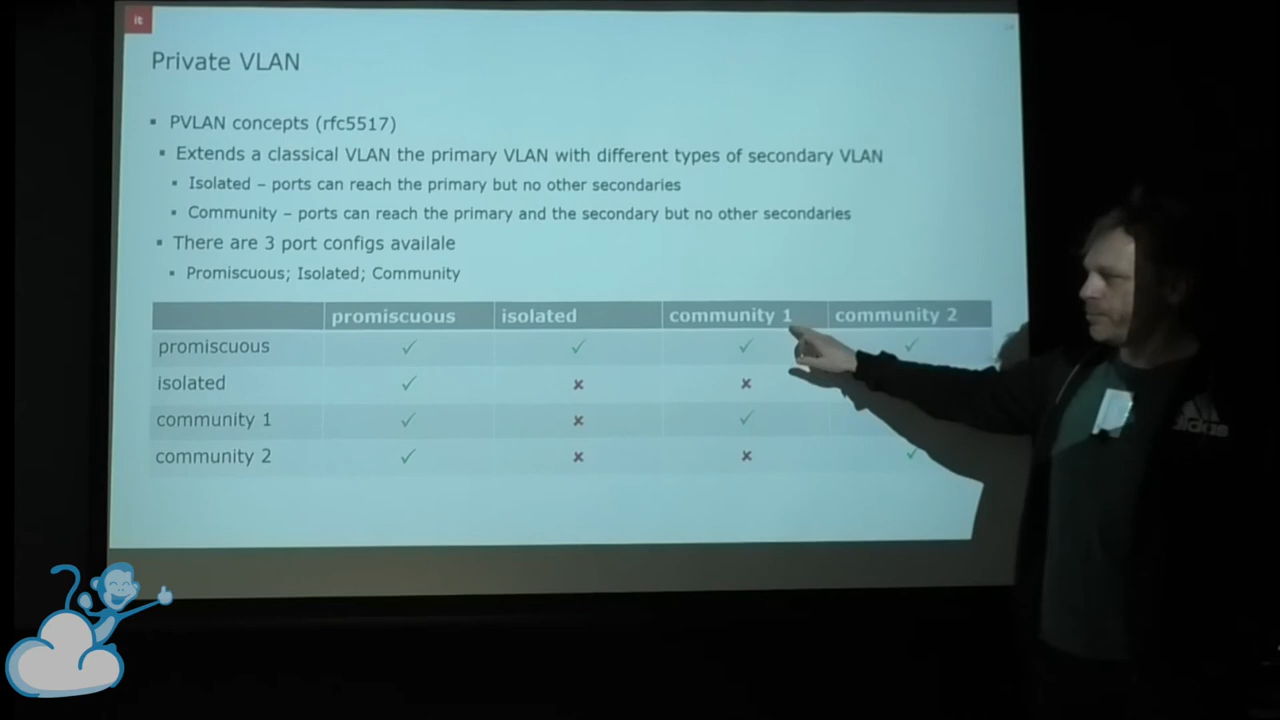 it
Private VLAN
▪ PVLAN concepts (rfc5517)
▪ Extends a classical VLAN the primary VLAN with different types of secondary VLAN
▪ Isolated – ports can reach the primary but no other secondaries
▪ Community – ports can reach the primary and the secondary but no other secondaries
▪ There are 3 port configs availale
▪ Promiscuous; Isolated; Community
promiscuous isolated community 1 community 2
promiscuous ✓ ✓ ✓ ✓
isolated ✓ ✗ ✗
community 1 ✓ ✗ ✓
community 2 ✓ ✗ ✗ ✓
adidas